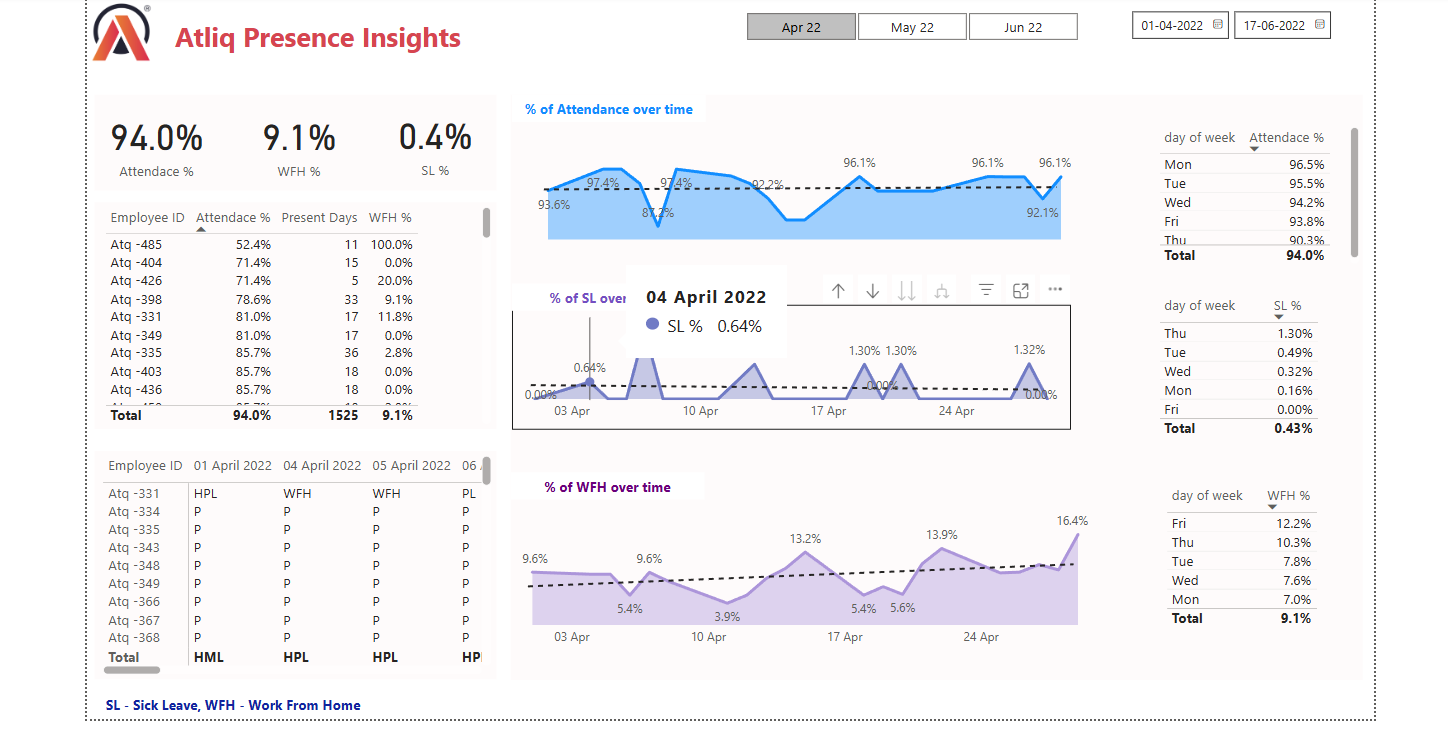 ®
Atliq Presence Insights
Apr 22 May 22 Jun 22
01-04-2022 17-06-2022
94.0% 9.1% 0.4%
Attendace % WFH % SL %
Employee ID Attendace % Present Days WFH %
Atq -485 52.4% 11 100.0%
Atq -404 71.4% 15 0.0%
Atq -426 71.4% 5 20.0%
Atq -398 78.6% 33 9.1%
Atq -331 81.0% 17 11.8%
Atq -349 81.0% 17 0.0%
Atq -335 85.7% 36 2.8%
Atq -403 85.7% 18 0.0%
Atq -436 85.7% 18 0.0%
Total 94.0% 1525 9.1%
Employee ID 01 April 2022 04 April 2022 05 April 2022 06
Atq -331 HPL WFH WFH PL
Atq -334 P P P P
Atq -335 P P P P
Atq -343 P P P P
Atq -348 P P P P
Atq -349 P P P P
Atq -366 P P P P
Atq -367 P P P P
Atq -368 P P P P
Total HML HPL HPL HPL
% of Attendance over time
96.1% 96.1% 96.1%
97.4% 97.4% 92.2%
93.6% 87.2% 92.1%
% of SL over
04 April 2022
SL % 0.64%
1.30% 1.30% 1.32%
0.64%
0.00% 0.00% 0.00%
03 Apr 10 Apr 17 Apr 24 Apr
% of WFH over time
16.4%
13.2% 13.9%
9.6% 9.6%
5.4% 3.9% 5.4% 5.6%
03 Apr 10 Apr 17 Apr 24 Apr
day of week Attendace %
Mon 96.5%
Tue 95.5%
Wed 94.2%
Fri 93.8%
Thu 90.3%
Total 94.0%
day of week SL %
Thu 1.30%
Tue 0.49%
Wed 0.32%
Mon 0.16%
Fri 0.00%
Total 0.43%
day of week WFH %
Fri 12.2%
Thu 10.3%
Tue 7.8%
Wed 7.6%
Mon 7.0%
Total 9.1%
SL - Sick Leave, WFH - Work From Home